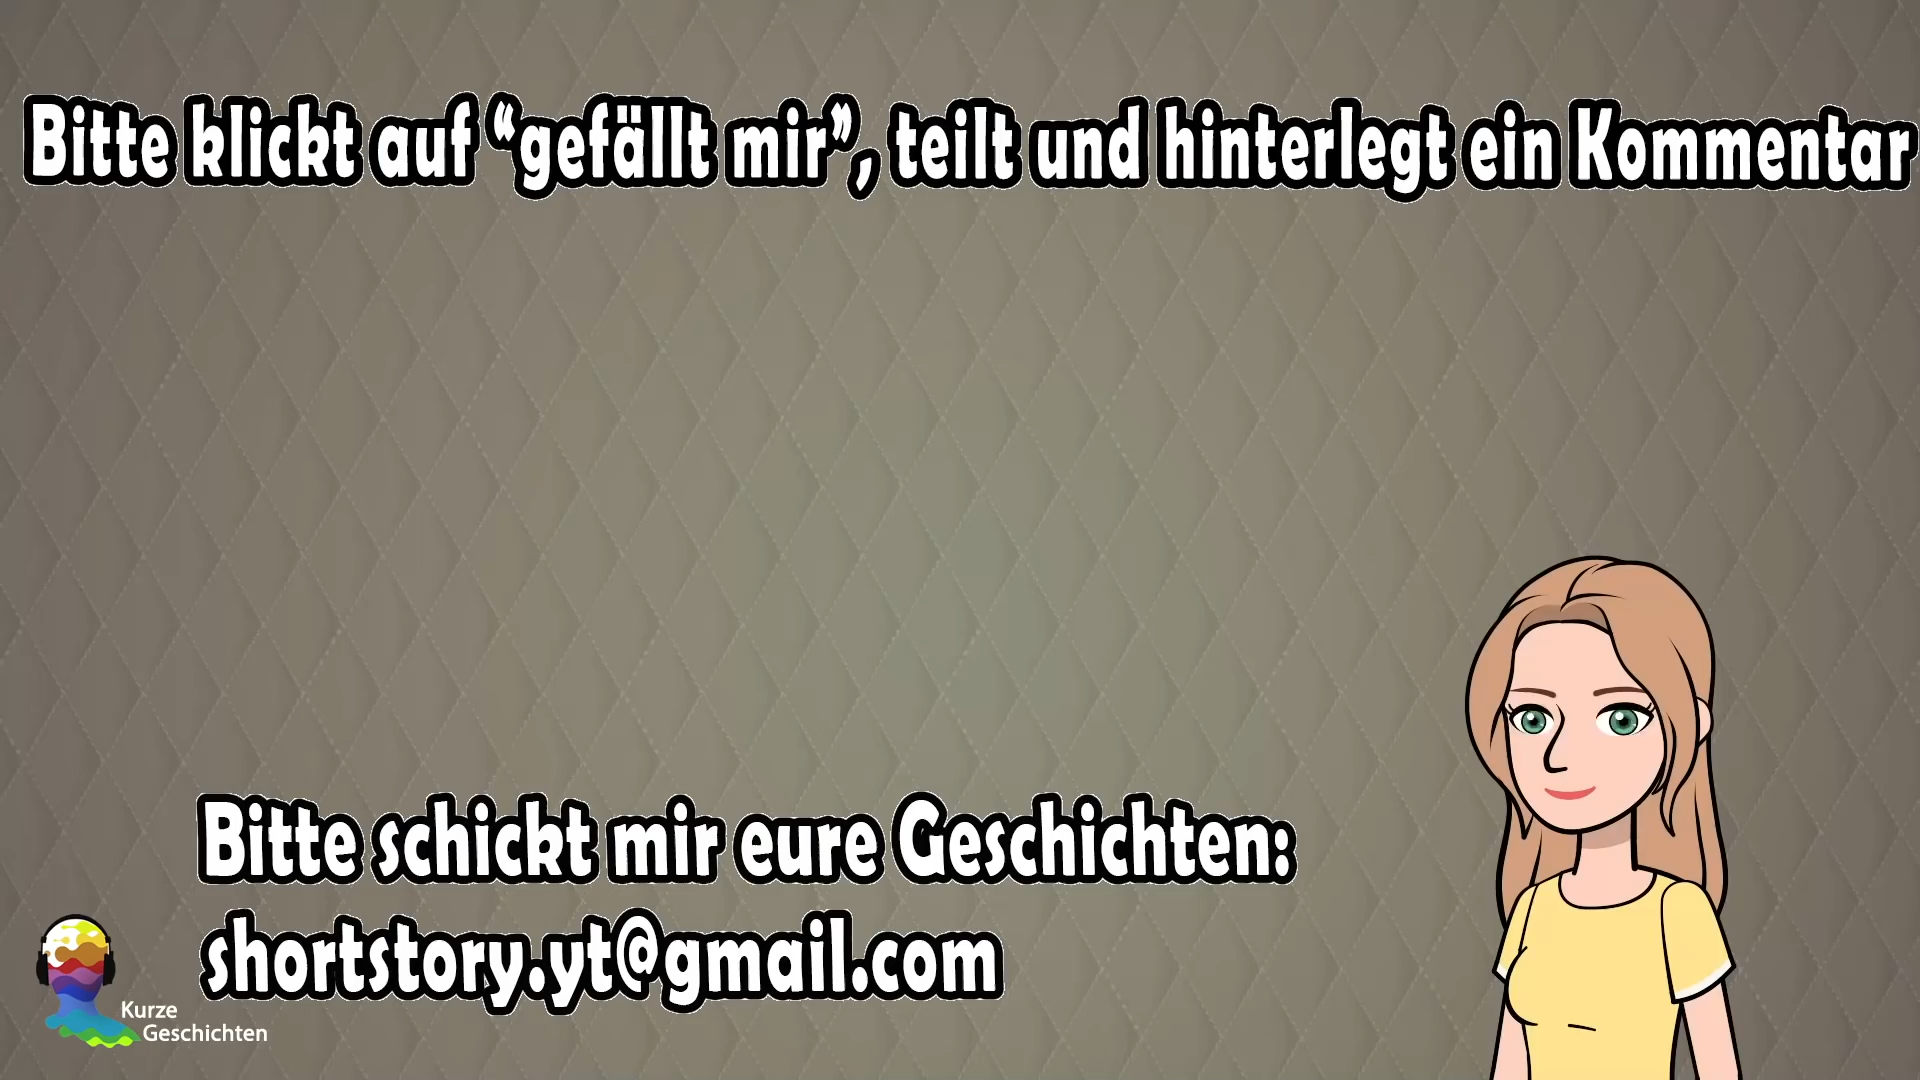 Bitte klickt auf “gefällt mir”, teilt und hinterlegt ein Kommentar
Bitte schickt mir eure Geschichten:
shortstory.yt@gmail.com
Kurze
Geschichten